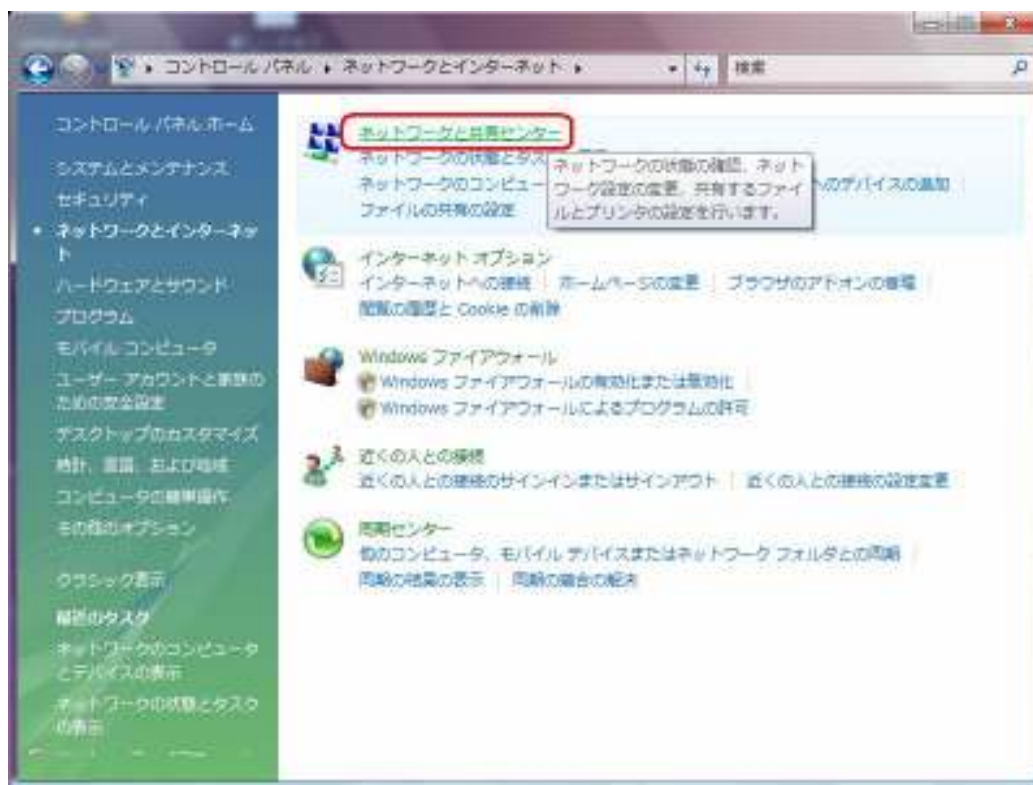 コントロール パネル ▸ ネットワークとインターネット ▸
検索
コントロール パネル ホーム
システムとメンテナンス
セキュリティ
• ネットワークとインターネッ
ト
ハードウェアとサウンド
プログラム
モバイル コンピュータ
ユーザー アカウントと家族の
ための安全設定
デスクトップのカスタマイズ
時計、言語、および地域
コンピュータの簡単操作
その他のオプション
クラシック表示
最近のタスク
ネットワークのコンピュータ
とデバイスの表示
ネットワークの状態とタスク
の表示
ネットワークと共有センター
ネットワークの状態とタス
ネットワークのコンピュー
へのデバイスの追加
ファイルの共有の設定
ネットワークの状態の確認、ネット
ワーク設定の変更、共有するファイ
ルとプリンタの設定を行います。
インターネット オプション
インターネットへの接続 | ホームページの変更 | ブラウザのアドオンの管理
閲覧の履歴と Cookie の削除
Windows ファイアウォール
Windows ファイアウォールの有効化または無効化
Windows ファイアウォールによるプログラムの許可
近くの人との接続
近くの人との接続のサインインまたはサインアウト | 近くの人との接続の設定変更
同期センター
他のコンピュータ、モバイル デバイスまたはネットワーク フォルダとの同期
同期の結果の表示 | 同期の競合の解決